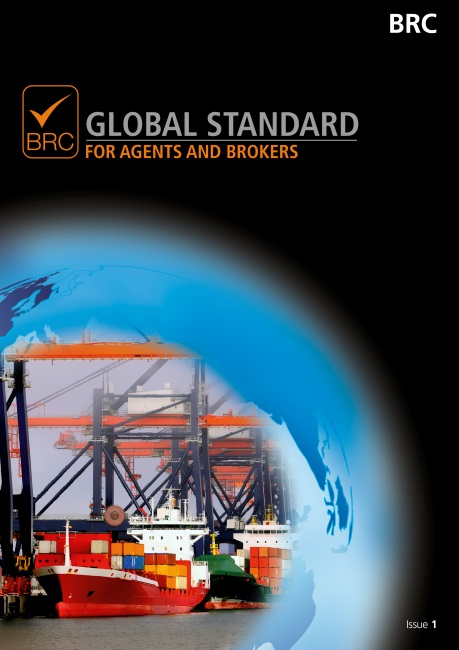 BRC
BRC
GLOBAL STANDARD
FOR AGENTS AND BROKERS
Issue 1